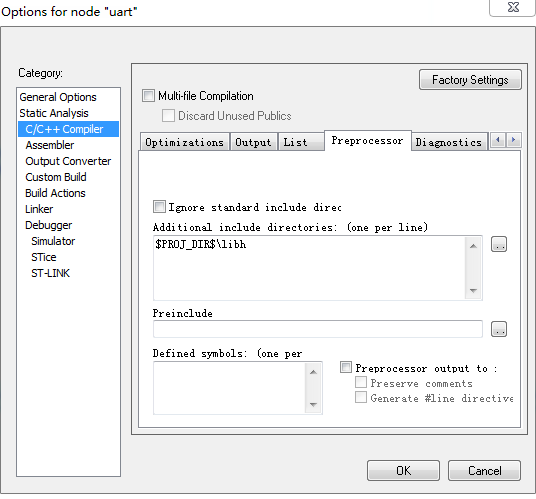 Options for node "uart"
Category:
General Options
Static Analysis
C/C++ Compiler
Assembler
Output Converter
Custom Build
Build Actions
Linker
Debugger
Simulator
STice
ST-LINK
Factory Settings
Multi-file Compilation
Discard Unused Publics
Optimizations Output List Preprocessor Diagnostics
Ignore standard include direc
Additional include directories: (one per line)
$PROJ_DIR$\libh
...
Preinclude
...
Defined symbols: (one per
Preprocessor output to :
Preserve comments
Generate #line directive
OK Cancel